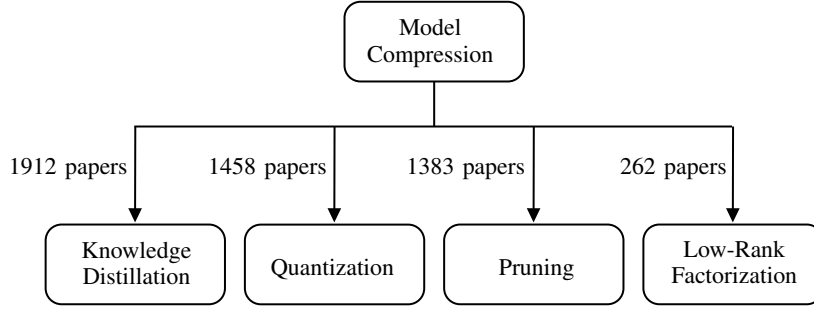 Model
Compression
1912 papers
1458 papers
1383 papers
262 papers
Knowledge
Distillation
Quantization
Pruning
Low-Rank
Factorization